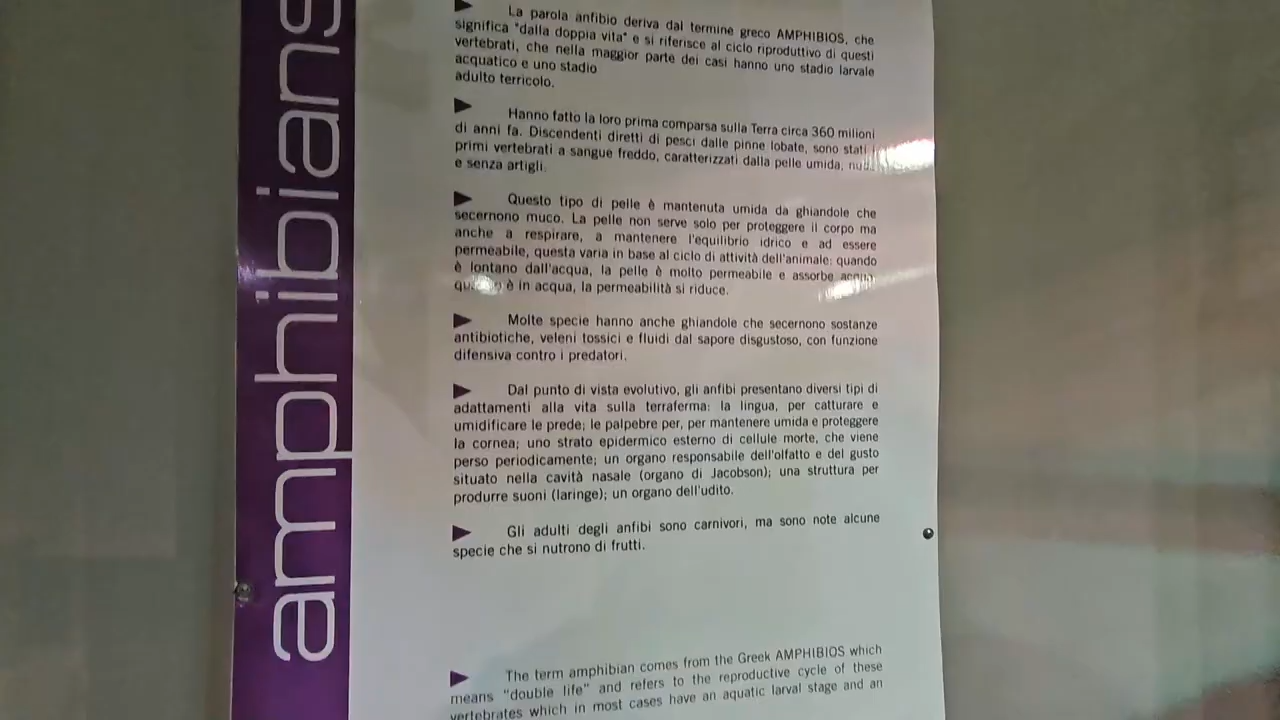 amphibians
La parola anfibio deriva dal termine greco AMPHIBIOS, che
significa "dalla doppia vita" e si riferisce al ciclo riproduttivo di questi
vertebrati, che nella maggior parte dei casi hanno uno stadio larvale
acquatico e uno stadio
adulto terricolo.
Hanno fatto la loro prima comparsa sulla Terra circa 360 milioni
di anni fa. Discendenti diretti di pesci dalle pinne lobate, sono stati i
primi vertebrati a sangue freddo, caratterizzati dalla pelle umida,
e senza artigli.
Questo tipo di pelle è mantenuta umida da ghiandole che
secernono muco. La pelle non serve solo per proteggere il corpo ma
anche a respirare, a mantenere l'equilibrio idrico e ad essere
permeabile, questa varia in base al ciclo di attività dell'animale: quando
è lontano dall'acqua, la pelle è molto permeabile e assorbe acqua,
è in acqua, la permeabilità si riduce.
Molte specie hanno anche ghiandole che secernono sostanze
antibiotiche, veleni tossici e fluidi dal sapore disgustoso, con funzione
difensiva contro i predatori.
Dal punto di vista evolutivo, gli anfibi presentano diversi tipi di
adattamenti alla vita sulla terraferma: la lingua, per catturare e
umidificare le prede; le palpebre per, per mantenere umida e proteggere
la cornea; uno strato epidermico esterno di cellule morte, che viene
perso periodicamente; un organo responsabile dell'olfatto e del gusto
situato nella cavità nasale (organo di Jacobson); una struttura per
produrre suoni (laringe); un organo dell'udito.
Gli adulti degli anfibi sono carnivori, ma sono note alcune
specie che si nutrono di frutti.
The term amphibian comes from the Greek AMPHIBIOS which
means "double life" and refers to the reproductive cycle of these
vertebrates which in most cases have an aquatic larval stage and an